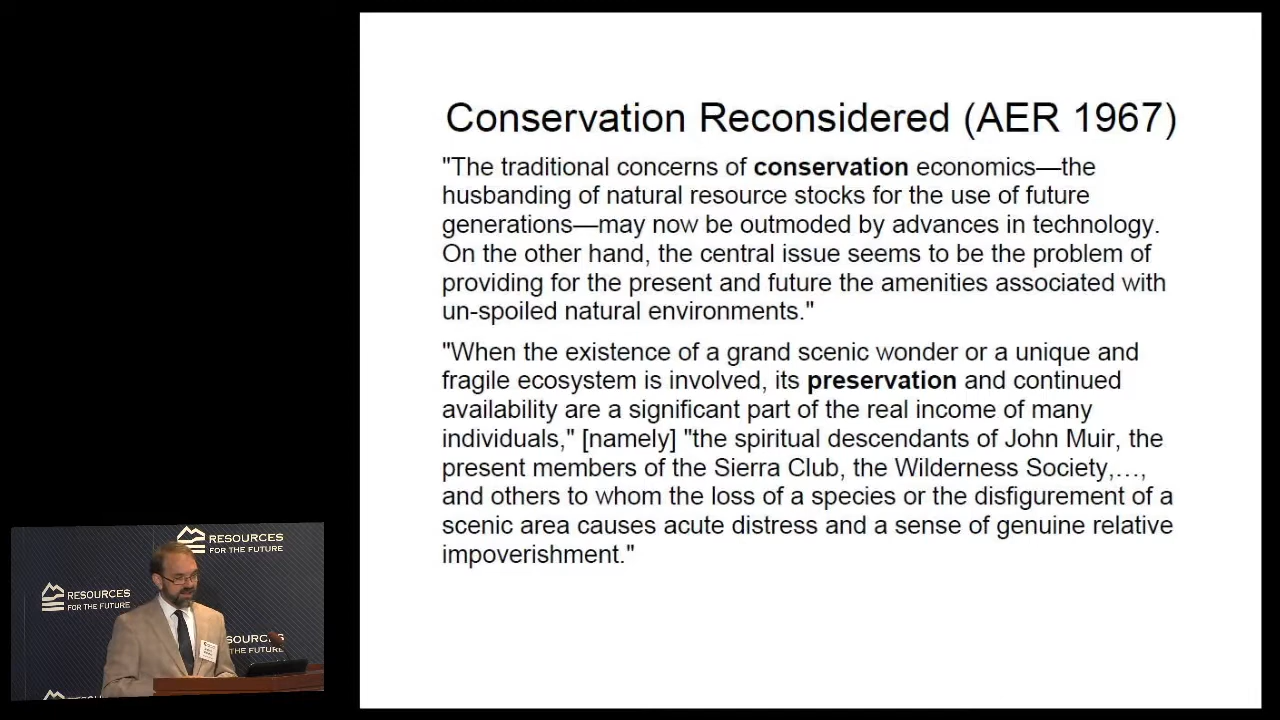 Conservation Reconsidered (AER 1967)
"The traditional concerns of conservation economics—the
husbanding of natural resource stocks for the use of future
generations—may now be outmoded by advances in technology.
On the other hand, the central issue seems to be the problem of
providing for the present and future the amenities associated with
un-spoiled natural environments."
"When the existence of a grand scenic wonder or a unique and
fragile ecosystem is involved, its preservation and continued
availability are a significant part of the real income of many
individuals," [namely] "the spiritual descendants of John Muir, the
present members of the Sierra Club, the Wilderness Society,…,
and others to whom the loss of a species or the disfigurement of a
scenic area causes acute distress and a sense of genuine relative
impoverishment."
RESOURCES
FOR THE FUTURE
RESOURCES
FOR THE FUTURE
SOURCES
THE FUTURE